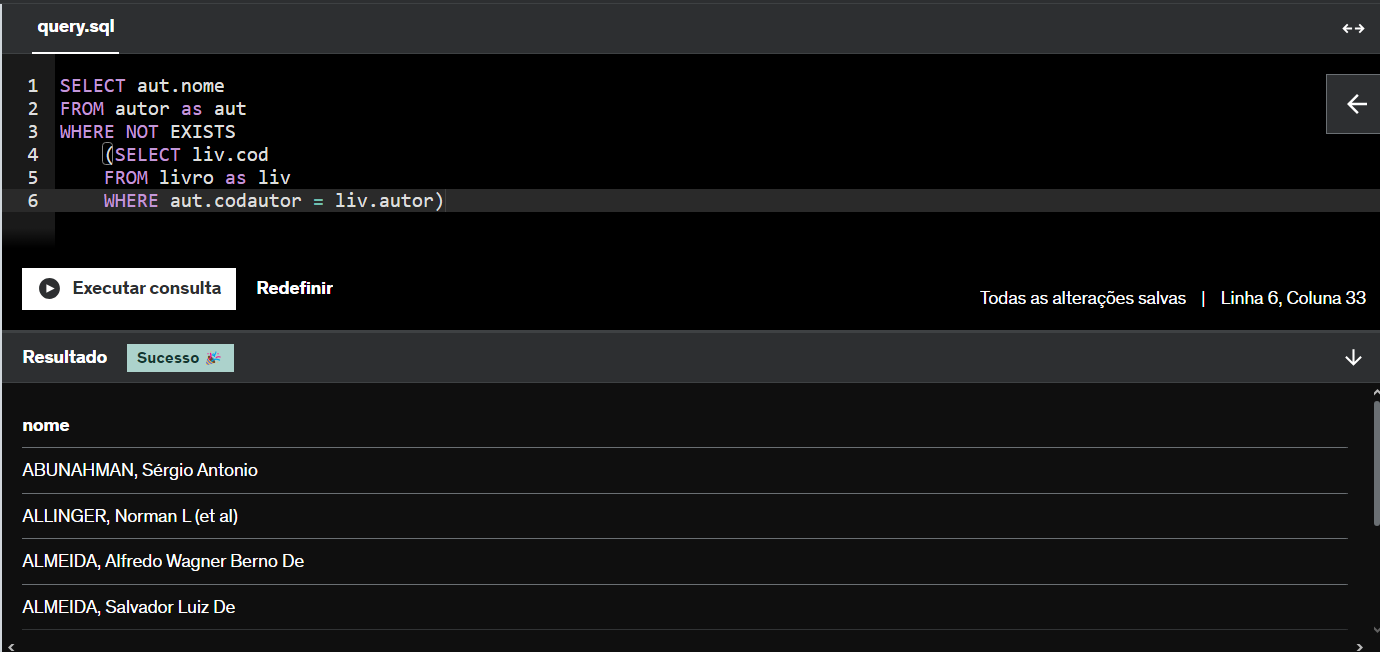 query.sql
1 SELECT aut.nome
2 FROM autor as aut
3 WHERE NOT EXISTS
4 (SELECT liv.cod
5 FROM livro as liv
6 WHERE aut.codautor = liv.autor)
Executar consulta Redefinir
Todas as alterações salvas | Linha 6, Coluna 33
Resultado Sucesso 🎉
nome
ABUNAHMAN, Sérgio Antonio
ALLINGER, Norman L (et al)
ALMEIDA, Alfredo Wagner Berno De
ALMEIDA, Salvador Luiz De